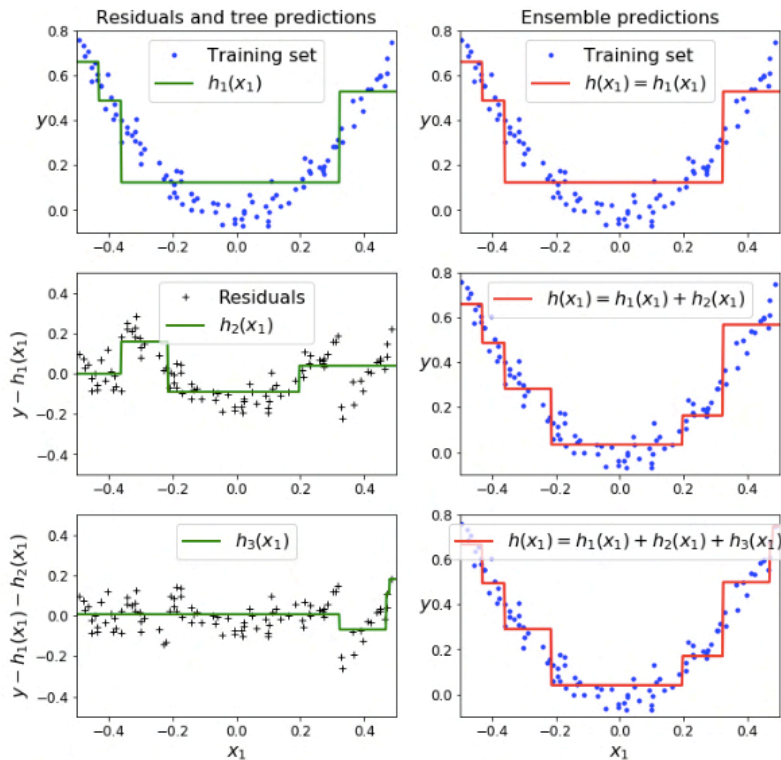 Residuals and tree predictions
Ensemble predictions
0.8
0.6
0.4
0.2
0.0
y
Training set
h₁(x₁)
−0.4 −0.2 0.0 0.2 0.4
0.8
0.6
0.4
0.2
0.0
y
Training set
h(x₁) = h₁(x₁)
−0.4 −0.2 0.0 0.2 0.4
0.4
0.2
0.0
−0.2
−0.4
y − h₁(x₁)
Residuals
h₂(x₁)
−0.4 −0.2 0.0 0.2 0.4
0.8
0.6
0.4
0.2
0.0
y
h(x₁) = h₁(x₁) + h₂(x₁)
−0.4 −0.2 0.0 0.2 0.4
0.4
0.2
0.0
−0.2
−0.4
y − h₁(x₁) − h₂(x₁)
h₃(x₁)
−0.4 −0.2 0.0 0.2 0.4
x₁
0.8
0.6
0.4
0.2
0.0
y
h(x₁) = h₁(x₁) + h₂(x₁) + h₃(x₁)
−0.4 −0.2 0.0 0.2 0.4
x₁